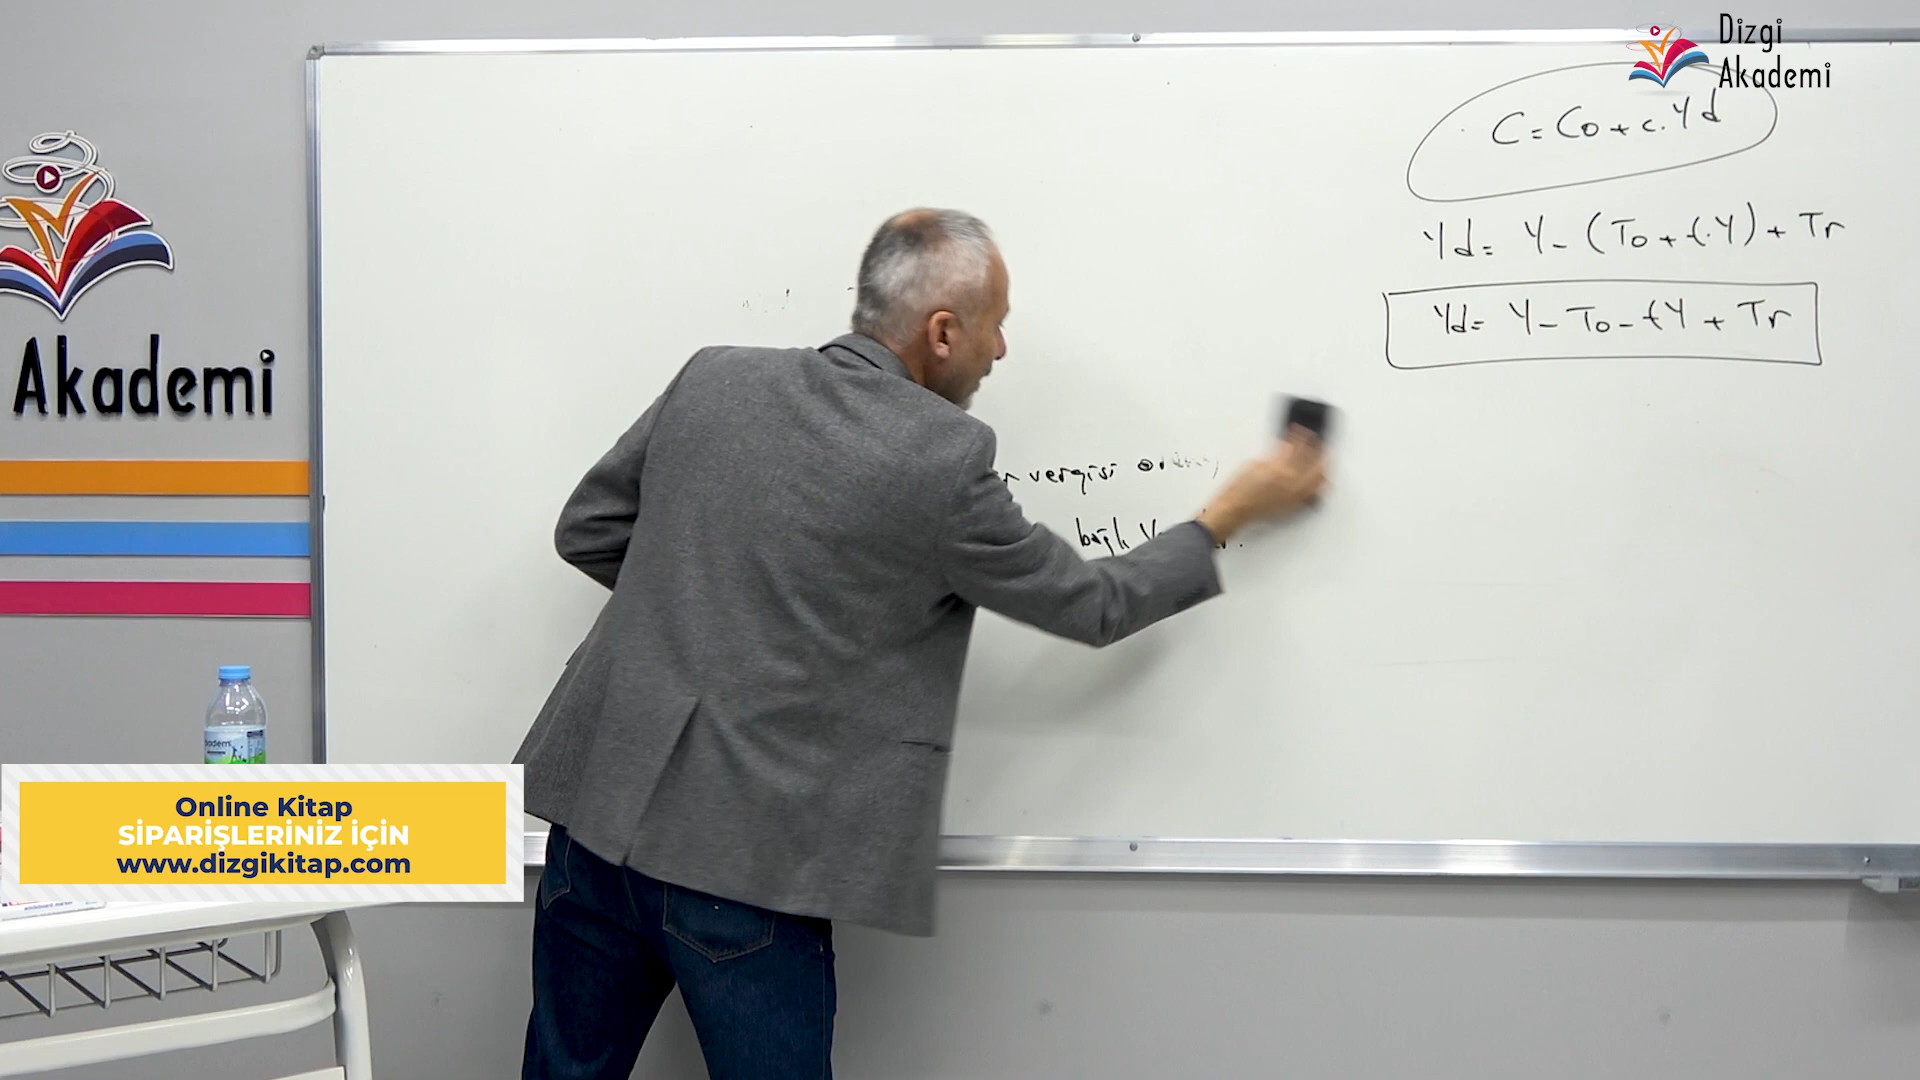 Dizgi
Akademi
C = Co + c.Yd
Yd = Y - (To + t.Y) + Tr
Yd = Y - To - tY + Tr
Akademi
vergisi
bağlı
Online Kitap
SİPARİŞLERİNİZ İÇİN
www.dizgikitap.com